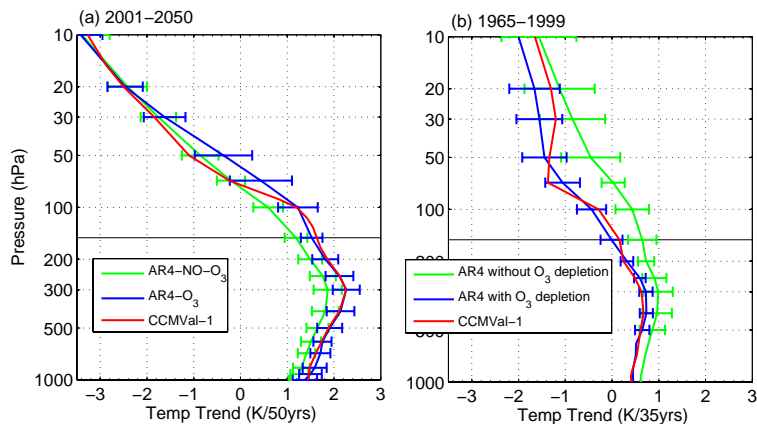 (a) 2001−2050
10
20
30
50
100
200
300
500
1000
Pressure (hPa)
AR4−NO−O3
AR4−O3
CCMVal−1
−3 −2 −1 0 1 2 3
Temp Trend (K/50yrs)
(b) 1965−1999
10
20
30
50
100
1000
AR4 without O3 depletion
AR4 with O3 depletion
CCMVal−1
−3 −2 −1 0 1 2 3
Temp Trend (K/35yrs)